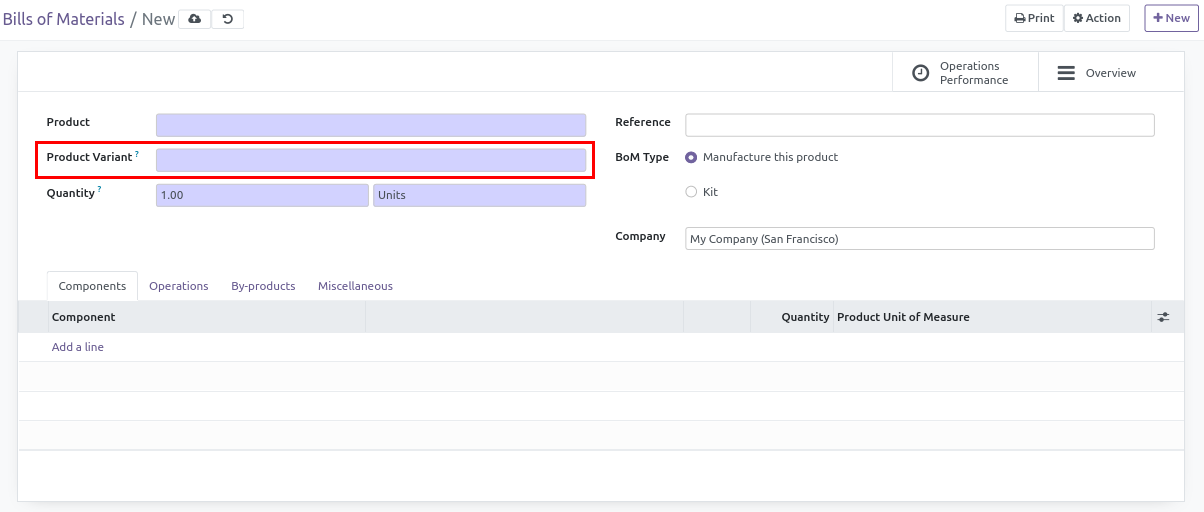 Bills of Materials / New
Print
Action
+ New
Operations
Performance
Overview
Product
Reference
Product Variant ?
BoM Type
Manufacture this product
Quantity ?
1.00
Units
Kit
Company
My Company (San Francisco)
Components
Operations
By-products
Miscellaneous
Component
Quantity
Product Unit of Measure
Add a line